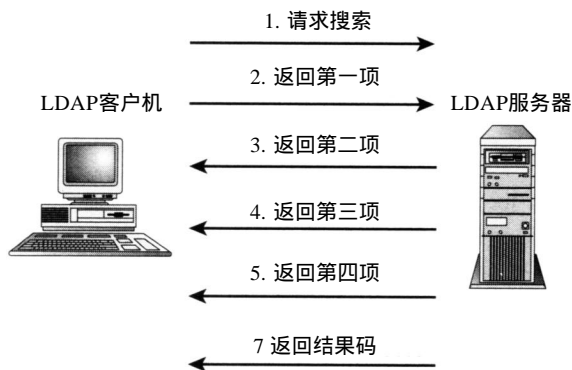 1. 请求搜索
2. 返回第一项
LDAP客户机
LDAP服务器
3. 返回第二项
4. 返回第三项
5. 返回第四项
7 返回结果码